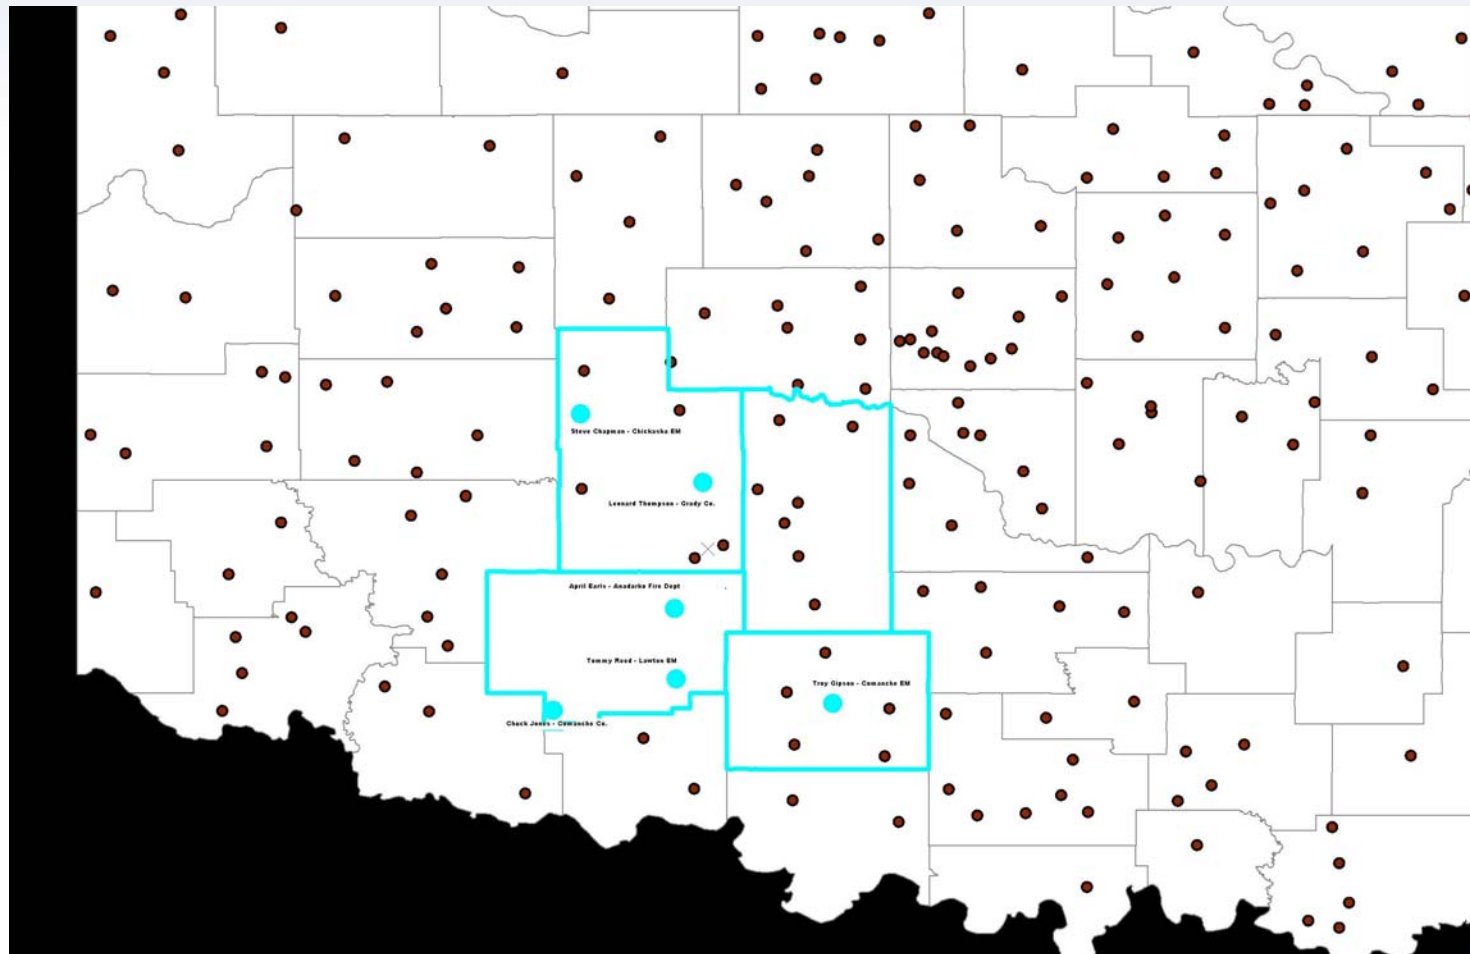 Steve Chapman - Chickasha EM
Leonard Thompson - Grady Co.
April Earls - Anadarko Fire Dept
Tommy Reed - Lawton EM
Troy Gipson - Comanche EM
Chuck Jones - Comanche Co.